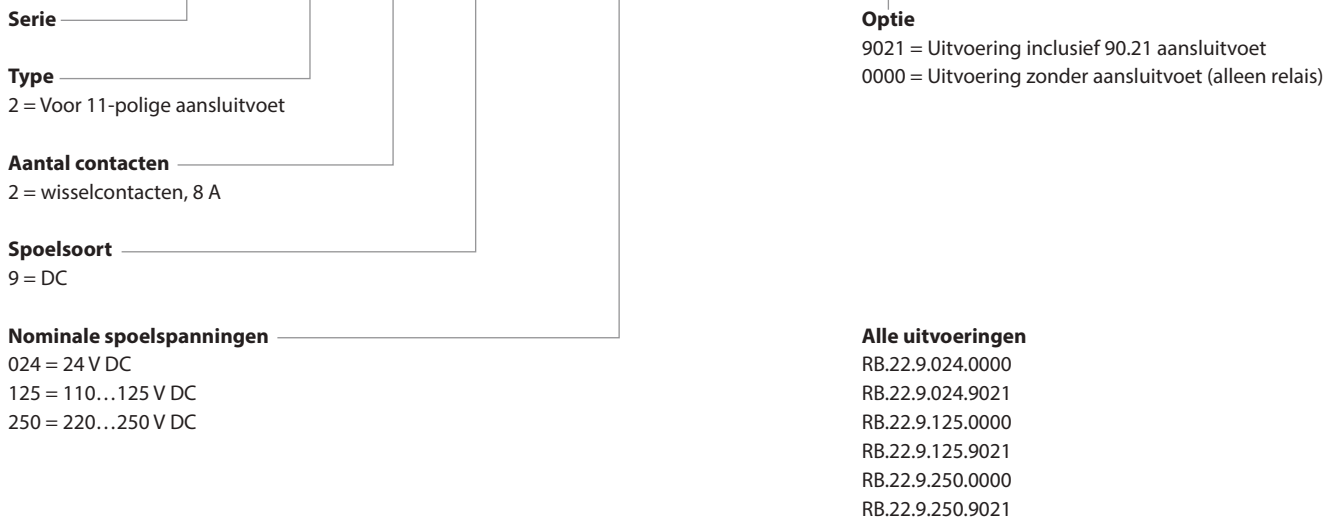 Serie
Type
2 = Voor 11-polige aansluitvoet
Aantal contacten
2 = wisselcontacten, 8 A
Spoelsoort
9 = DC
Nominale spoelspanningen
024 = 24 V DC
125 = 110…125 V DC
250 = 220…250 V DC
Optie
9021 = Uitvoering inclusief 90.21 aansluitvoet
0000 = Uitvoering zonder aansluitvoet (alleen relais)
Alle uitvoeringen
RB.22.9.024.0000
RB.22.9.024.9021
RB.22.9.125.0000
RB.22.9.125.9021
RB.22.9.250.0000
RB.22.9.250.9021